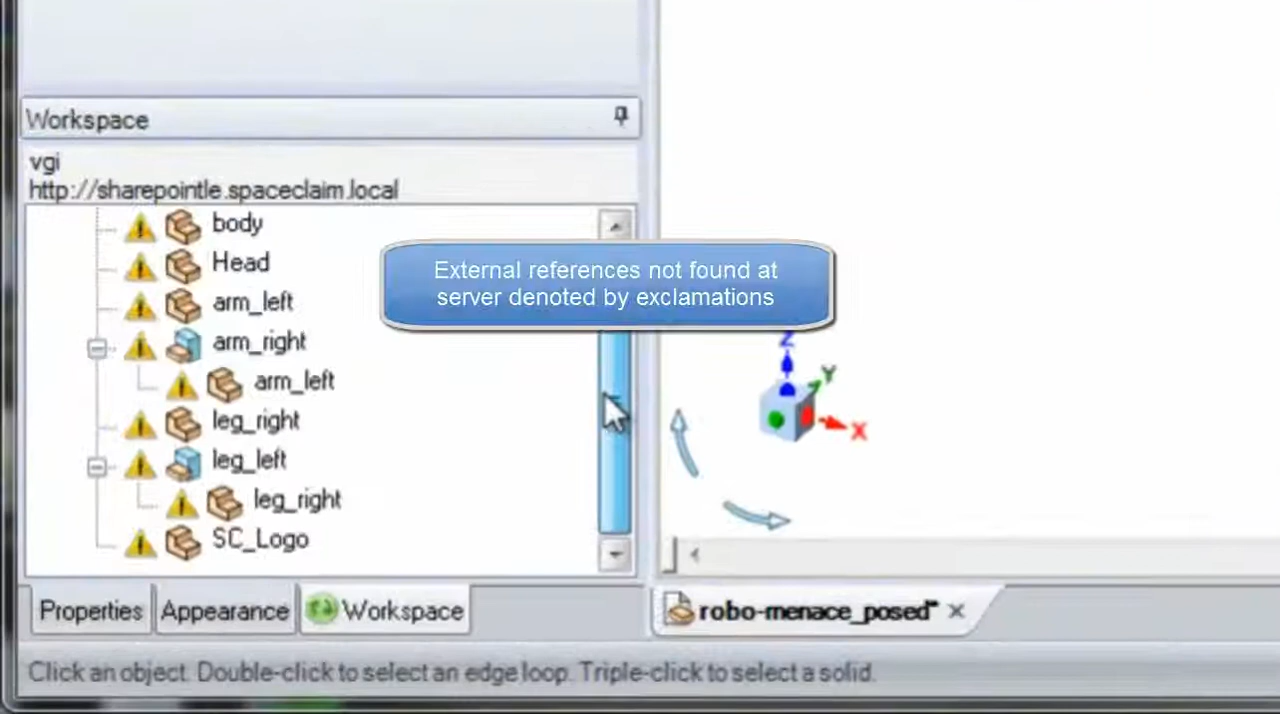 Workspace
vgi
http://sharepointle.spaceclaim.local
body
Head
External references not found at
server denoted by exclamations
arm_left
arm_right
Z
Y
arm_left
leg_right
X
leg_left
leg_right
SC_Logo
Properties
Appearance
Workspace
robo-menace_posed*
Click an object. Double-click to select an edge loop. Triple-click to select a solid.